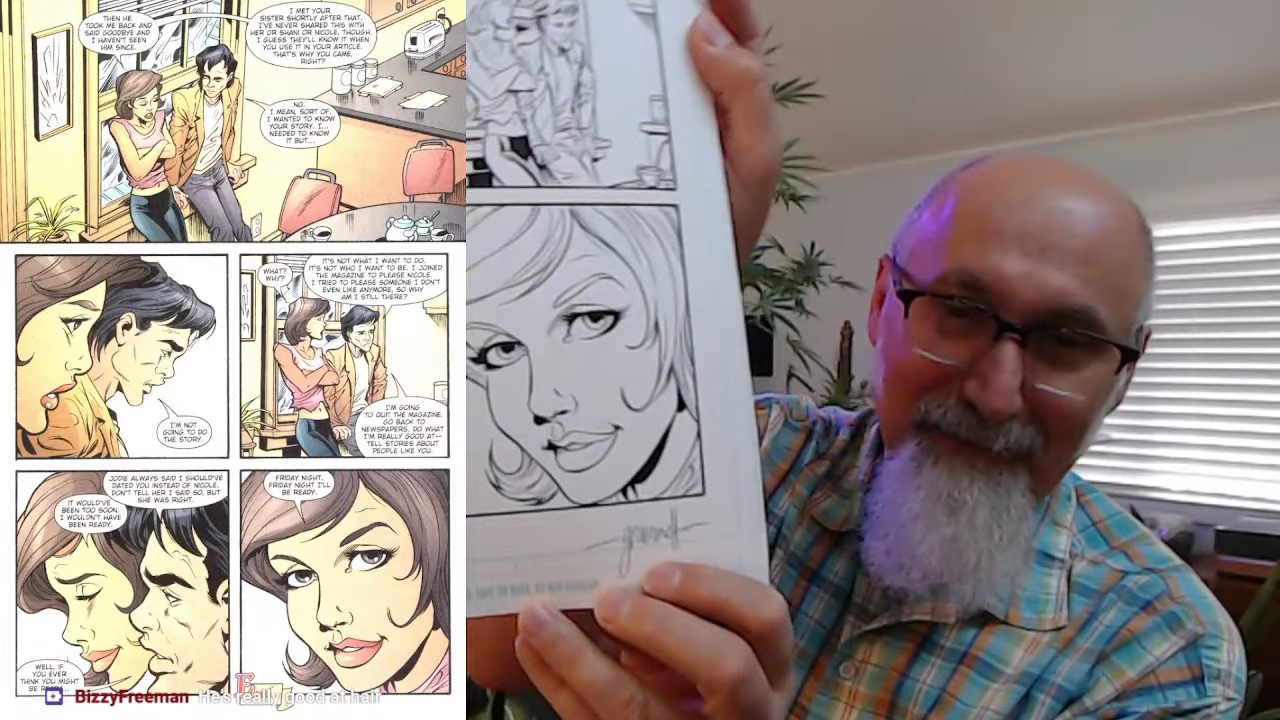 THEN HE
TOOK ME BACK AND
SAID GOODBYE AND
I HAVEN'T SEEN
HIM SINCE.
I MET YOUR
SISTER SHORTLY AFTER THAT.
I'VE NEVER SHARED THIS WITH
HER OR SHANI OR NICOLE, THOUGH.
I GUESS THEY'LL KNOW IT WHEN
YOU USE IT IN YOUR ARTICLE.
THAT'S WHY YOU CAME,
RIGHT?
NO.
I MEAN, SORT OF.
I WANTED TO KNOW
YOUR STORY. I...
NEEDED TO KNOW
IT BUT...
I'M NOT
GOING TO DO
THE STORY.
WHAT?
WHY?
IT'S NOT WHAT I WANT TO DO.
IT'S NOT WHO I WANT TO BE. I JOINED
THE MAGAZINE TO PLEASE NICOLE.
I TRIED TO PLEASE SOMEONE I DON'T
EVEN LIKE ANYMORE, SO WHY
AM I STILL THERE?
I'M GOING
TO QUIT THE MAGAZINE.
GO BACK TO
NEWSPAPERS. DO WHAT
I'M REALLY GOOD AT--
TELL STORIES ABOUT
PEOPLE LIKE YOU.
JODIE ALWAYS SAID I SHOULD'VE
DATED YOU INSTEAD OF NICOLE.
DON'T TELL HER I SAID SO, BUT
SHE WAS RIGHT.
IT WOULD'VE
BEEN TOO SOON.
I WOULDN'T HAVE
BEEN READY.
WELL, IF
YOU EVER
THINK YOU MIGHT
FRIDAY NIGHT.
FRIDAY NIGHT I'LL
BE READY.
BizzyFreeman He's really good at hair